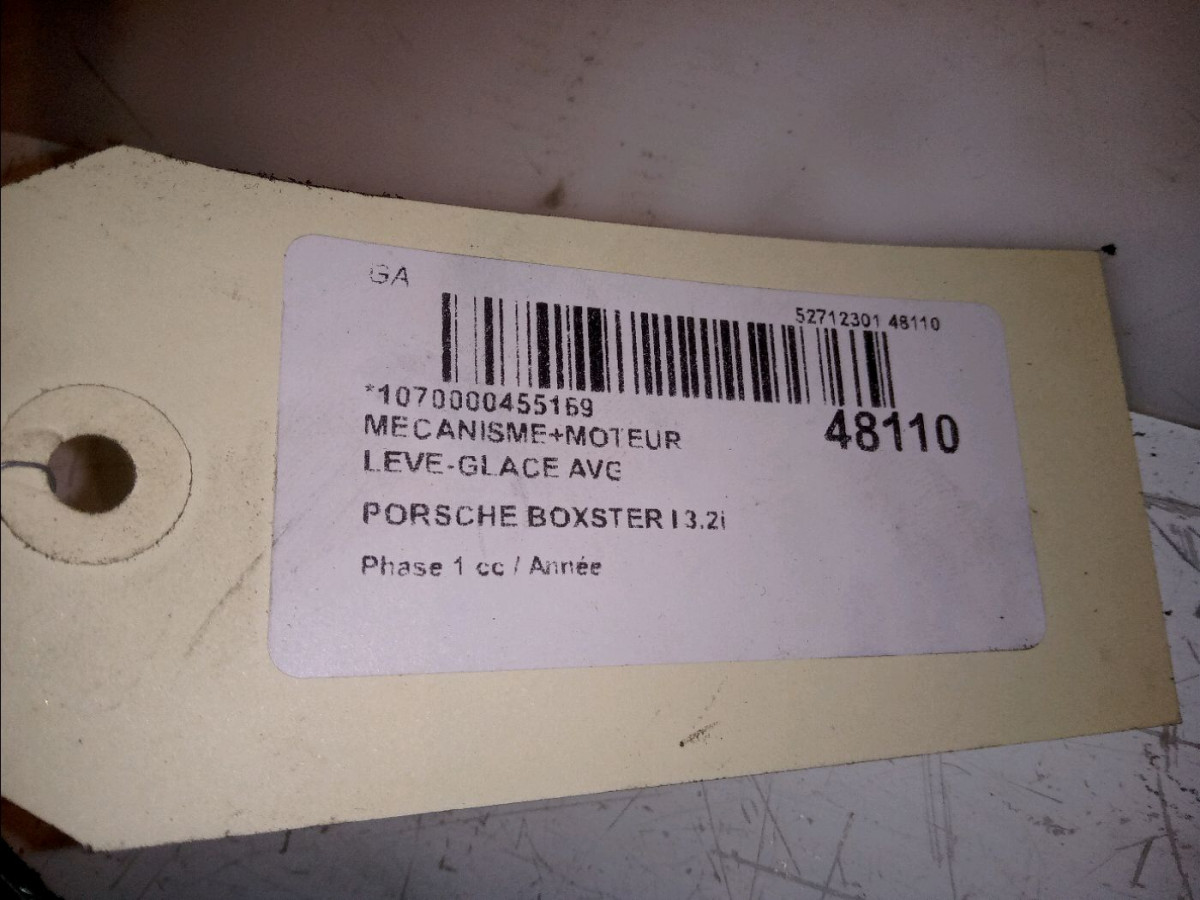 GA
52712301 48110
*1070000455169
48110
MECANISME+MOTEUR
LEVE-GLACE AVG
PORSCHE BOXSTER I 3.2i
Phase 1 cc / Année